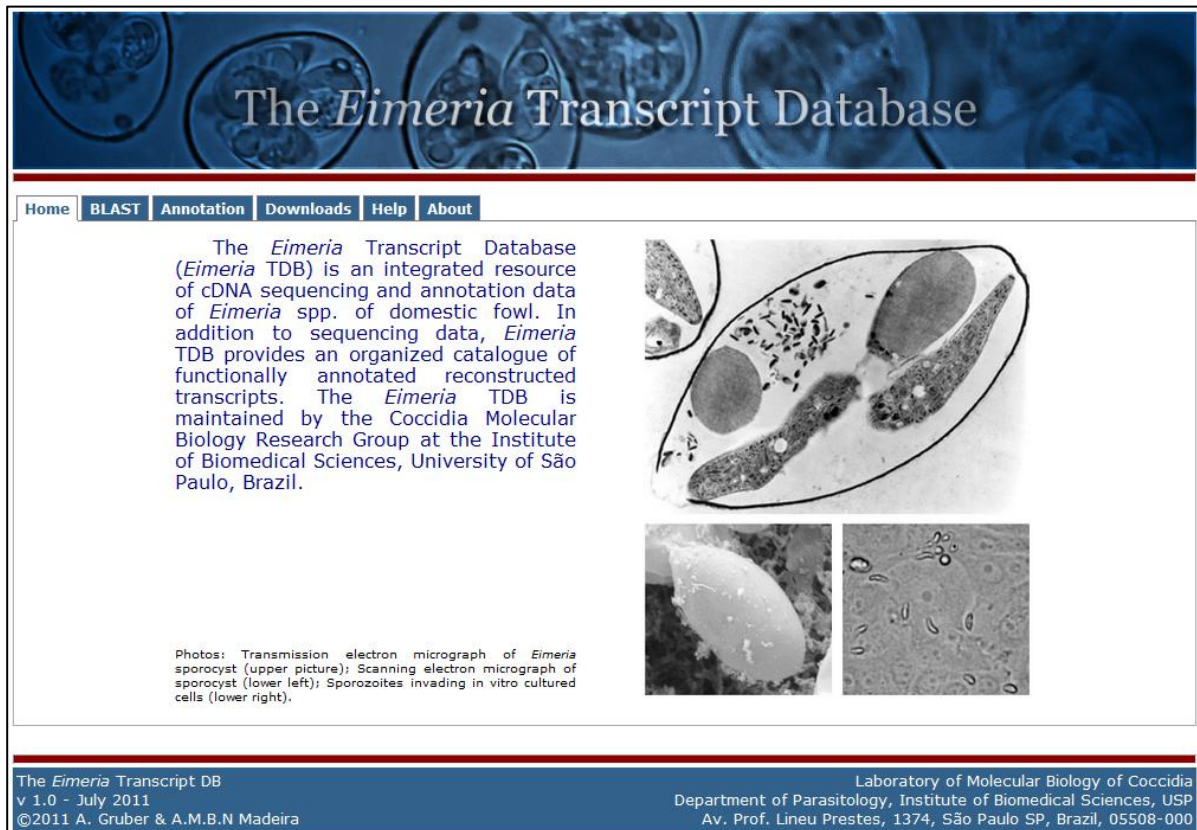 The Eimeria Transcript Database
Home BLAST Annotation Downloads Help About
The Eimeria Transcript Database
(Eimeria TDB) is an integrated resource
of cDNA sequencing and annotation data
of Eimeria spp. of domestic fowl. In
addition to sequencing data, Eimeria
TDB provides an organized catalogue of
functionally annotated reconstructed
transcripts. The Eimeria TDB is
maintained by the Coccidia Molecular
Biology Research Group at the Institute
of Biomedical Sciences, University of São
Paulo, Brazil.
Photos: Transmission electron micrograph of Eimeria
sporocyst (upper picture); Scanning electron micrograph of
sporocyst (lower left); Sporozoites invading in vitro cultured
cells (lower right).
The Eimeria Transcript DB
v 1.0 - July 2011
©2011 A. Gruber & A.M.B.N Madeira
Laboratory of Molecular Biology of Coccidia
Department of Parasitology, Institute of Biomedical Sciences, USP
Av. Prof. Lineu Prestes, 1374, São Paulo SP, Brazil, 05508-000